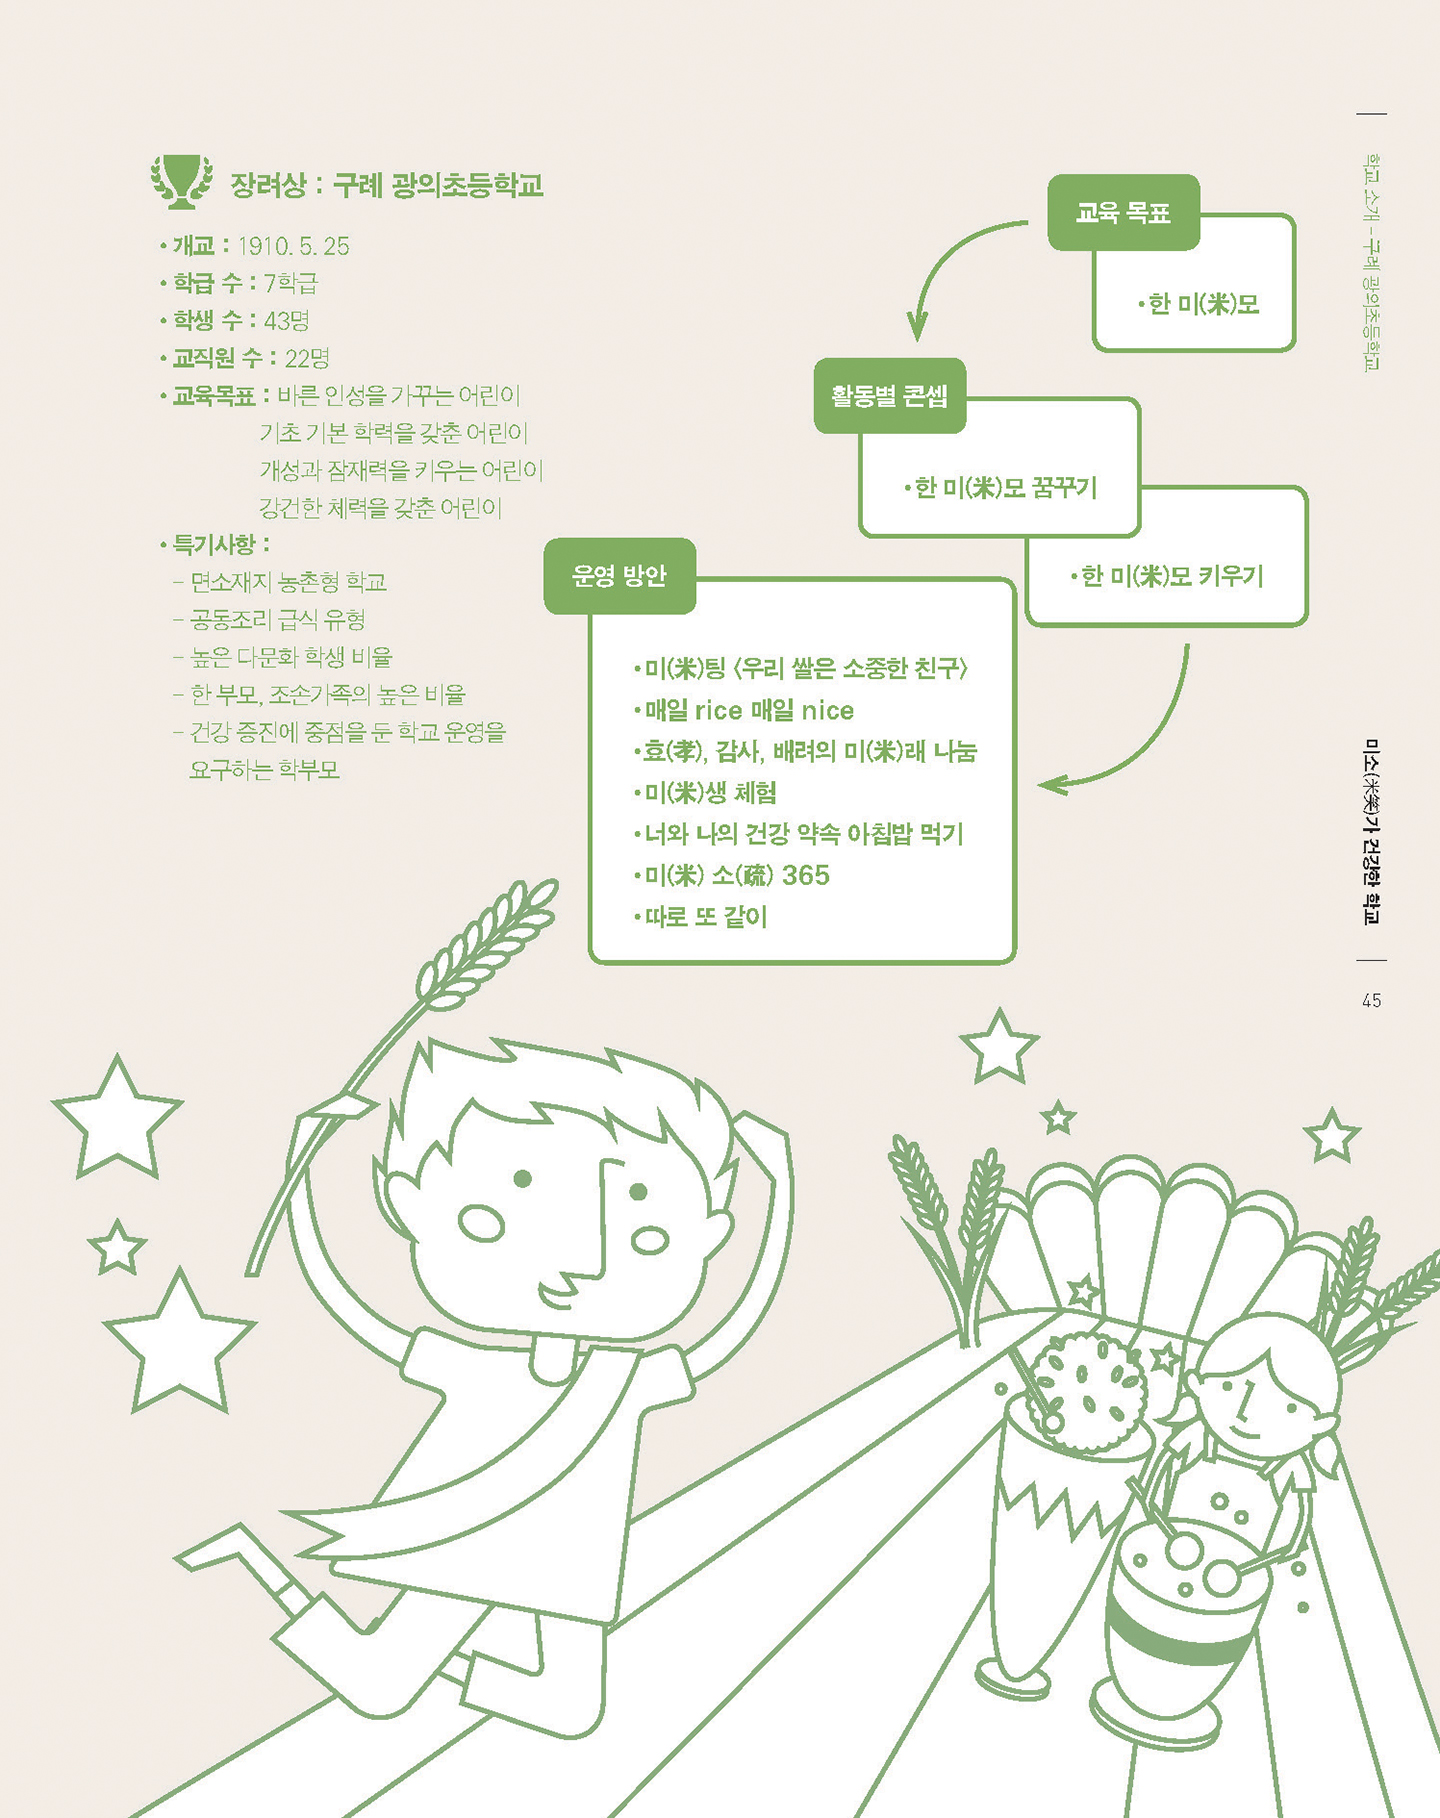 장려상 : 구례 광의초등학교
• 개교 : 1910. 5. 25
• 학급 수 : 7학급
• 학생 수 : 43명
• 교직원 수 : 22명
• 교육목표 : 바른 인성을 가꾸는 어린이
기초 기본 학력을 갖춘 어린이
개성과 잠재력을 키우는 어린이
강건한 체력을 갖춘 어린이
• 특기사항 :
– 면소재지 농촌형 학교
– 공동조리 급식 유형
– 높은 다문화 학생 비율
– 한 부모, 조손가족의 높은 비율
– 건강 증진에 중점을 둔 학교 운영을
요구하는 학부모
교육 목표
• 한 미(米)모
활동별 콘셉
• 한 미(米)모 꿈꾸기
• 한 미(米)모 키우기
운영 방안
• 미(米)팅 〈우리 쌀은 소중한 친구〉
• 매일 rice 매일 nice
• 효(孝), 감사, 배려의 미(米)래 나눔
• 미(米)생 체험
• 너와 나의 건강 약속 아침밥 먹기
• 미(米) 소(疏) 365
• 따로 또 같이
학교 소개 – 구례 광의초등학교
미소(米笑)가 건강한 학교
45